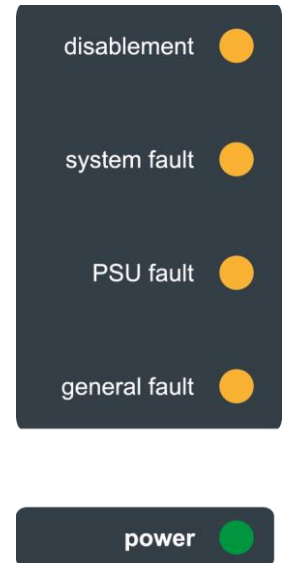 disablement
system fault
PSU fault
general fault
power